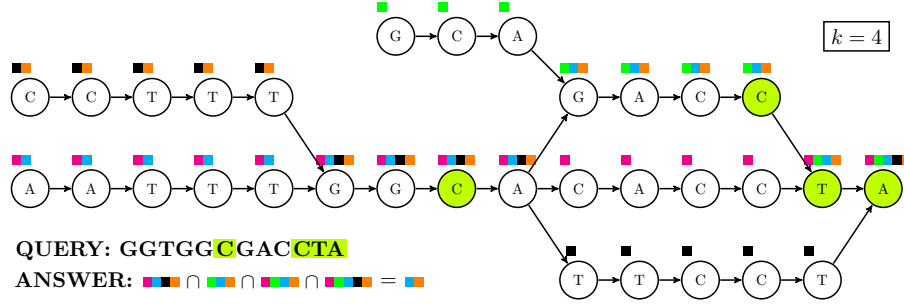 G C A
k = 4
C C T T T G A C C
A A T T T G G C A C A C C T A
QUERY: GGTGGCGACCTA
T T C C T
ANSWER: ∩ ∩ ∩ =